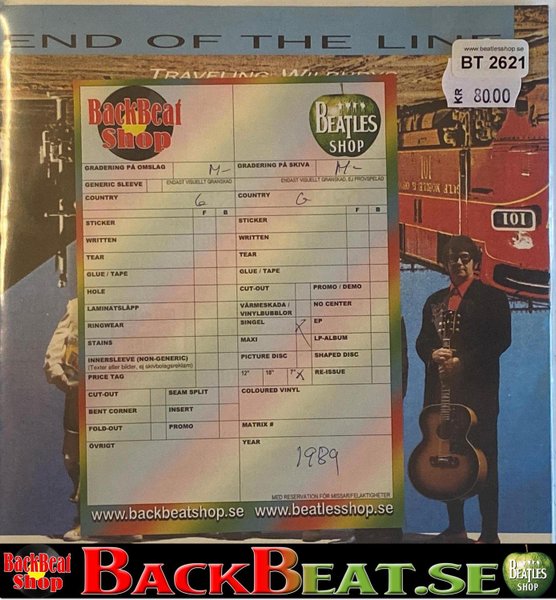 END OF THE LINE
TRAVELING WILBURYS
www.beatlesshop.se
BT 2621
KR 80.00
BackBeat Shop
BEATLES SHOP
GRADERING PÅ OMSLAG M-
GRADERING PÅ SKIVA M-
GENERIC SLEEVE ENDAST VISUELLT GRANSKAD
ENDAST VISUELLT GRANSKAD, EJ PROVSPELAD
COUNTRY G
COUNTRY G
F B
F B
STICKER
STICKER
WRITTEN
WRITTEN
TEAR
TEAR
GLUE / TAPE
GLUE / TAPE
HOLE
CUT-OUT
PROMO / DEMO
LAMINATSLÄPP
VÄRMESKADA / VINYLBUBBLOR
NO CENTER
RINGWEAR
SINGEL X
EP
STAINS
MAXI
LP-ALBUM
INNERSLEEVE (NON-GENERIC)
(Texter eller bilder, ej skivbolagsreklam)
PICTURE DISC
SHAPED DISC
PRICE TAG
12" 10" 7" X
RE-ISSUE
CUT-OUT
SEAM SPLIT
COLOURED VINYL
BENT CORNER
INSERT
FOLD-OUT
PROMO
MATRIX #
ÖVRIGT
YEAR
1989
MED RESERVATION FÖR MISSAR/FELAKTIGHETER
www.backbeatshop.se www.beatlesshop.se
101
101
BackBeat Shop
BACKBEAT.SE
BEATLES SHOP